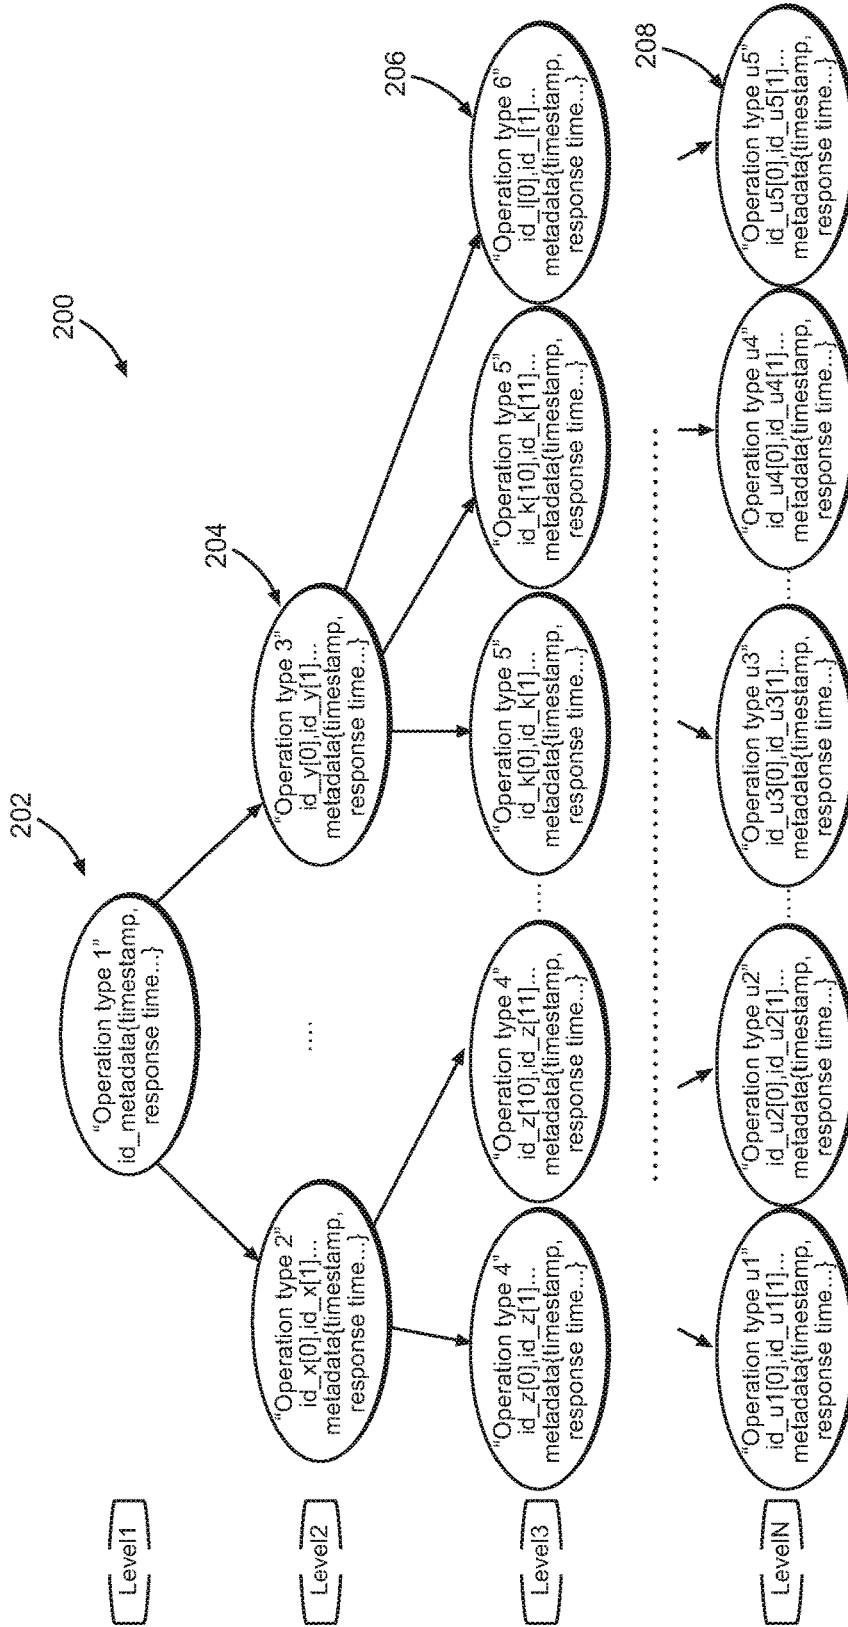 200
202
[Level1]
"Operation type 1"
id_metadata{timestamp,
response time...}
204
[Level2]
"Operation type 2"
id_x[0],id_x[1]...
metadata{timestamp,
response time...}
....
"Operation type 3"
id_y[0],id_y[1]...
metadata{timestamp,
response time...}
206
[Level3]
"Operation type 4"
id_z[0],id_z[1]...
metadata{timestamp,
response time...}
"Operation type 4"
id_z[10],id_z[11]...
metadata{timestamp,
response time...}
.....
"Operation type 5"
id_k[0],id_k[1]...
metadata{timestamp,
response time...}
"Operation type 5"
id_k[10],id_k[11]...
metadata{timestamp,
response time...}
"Operation type 6"
id_l[0],id_l[1]...
metadata{timestamp,
response time...}
208
[LevelN]
"Operation type u1"
id_u1[0],id_u1[1]...
metadata{timestamp,
response time...}
"Operation type u2"
id_u2[0],id_u2[1]...
metadata{timestamp,
response time...}
.....
"Operation type u3"
id_u3[0],id_u3[1]...
metadata{timestamp,
response time...}
.....
"Operation type u4"
id_u4[0],id_u4[1]...
metadata{timestamp,
response time...}
"Operation type u5"
id_u5[0],id_u5[1]...
metadata{timestamp,
response time...}